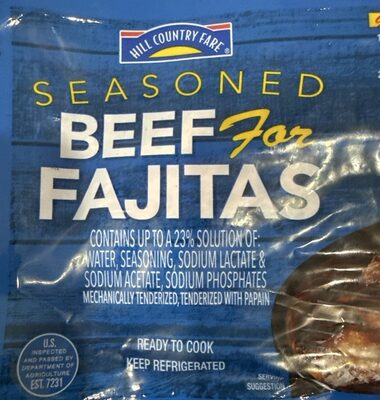 HILL COUNTRY FARE®
SEASONED
BEEF For
FAJITAS
CONTAINS UP TO A 23% SOLUTION OF:
WATER, SEASONING, SODIUM LACTATE &
SODIUM ACETATE, SODIUM PHOSPHATES
MECHANICALLY TENDERIZED, TENDERIZED WITH PAPAIN
U.S.
INSPECTED
AND PASSED BY
DEPARTMENT OF
AGRICULTURE
EST. 7231
READY TO COOK
KEEP REFRIGERATED
SERVING
SUGGESTION